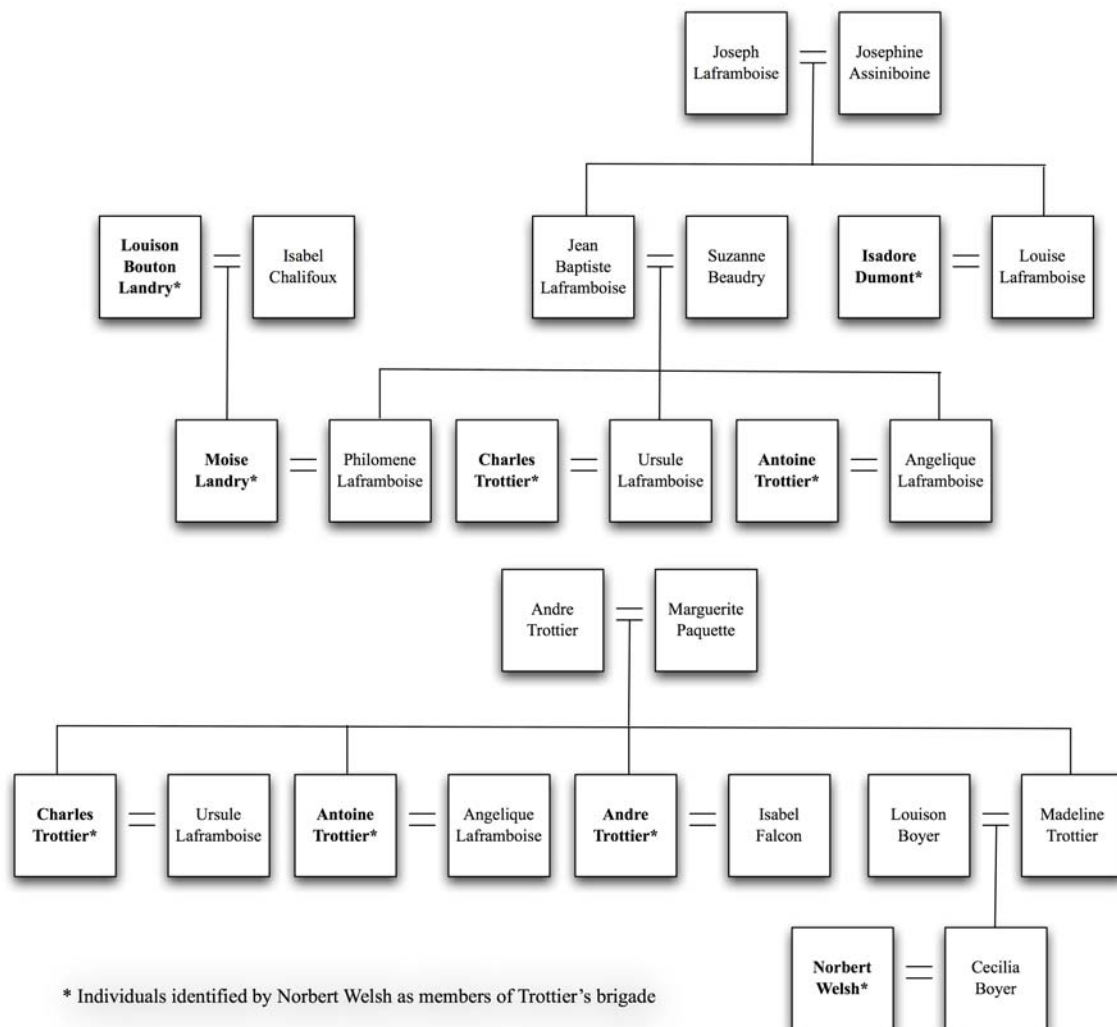 Joseph
Laframboise
Josephine
Assiniboine
Louison
Bouton
Landry*
Isabel
Chalifoux
Jean
Baptiste
Laframboise
Suzanne
Beaudry
Isadore
Dumont*
Louise
Laframboise
Moise
Landry*
Philomene
Laframboise
Charles
Trottier*
Ursule
Laframboise
Antoine
Trottier*
Angelique
Laframboise
Andre
Trottier
Marguerite
Paquette
Charles
Trottier*
Ursule
Laframboise
Antoine
Trottier*
Angelique
Laframboise
Andre
Trottier*
Isabel
Falcon
Louison
Boyer
Madeline
Trottier
Norbert
Welsh*
Cecilia
Boyer
* Individuals identified by Norbert Welsh as members of Trottier's brigade